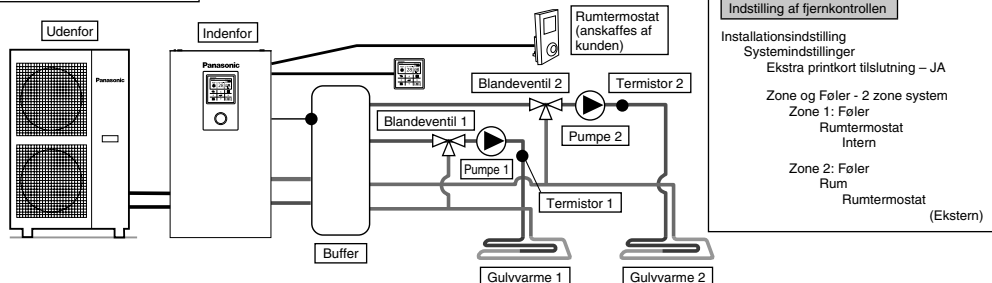 Udenfor
Indenfor
Panasonic
Panasonic
Rumtermostat
(anskaffes af
kunden)
Blandeventil 2
Termistor 2
Blandeventil 1
Pumpe 2
Pumpe 1
Termistor 1
Buffer
Gulvvarme 1
Gulvvarme 2
Indstilling af fjernkontrollen
Installationsindstilling
Systemindstillinger
Ekstra printkort tilslutning – JA
Zone og Føler - 2 zone system
Zone 1: Føler
Rumtermostat
Intern
Zone 2: Føler
Rum
Rumtermostat
(Ekstern)